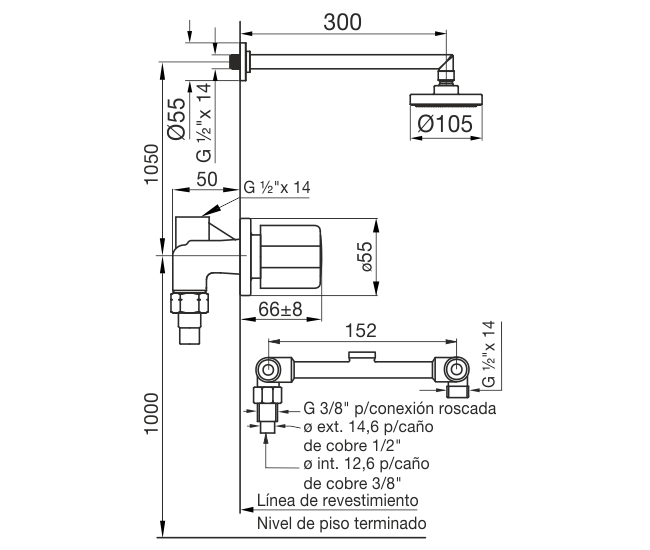 300
Ø55
G ½"x 14
Ø105
1050
50
G ½"x 14
ø55
66±8
152
G ½"x 14
1000
G 3/8" p/conexión roscada
ø ext. 14,6 p/caño
de cobre 1/2"
ø int. 12,6 p/caño
de cobre 3/8"
Línea de revestimiento
Nivel de piso terminado